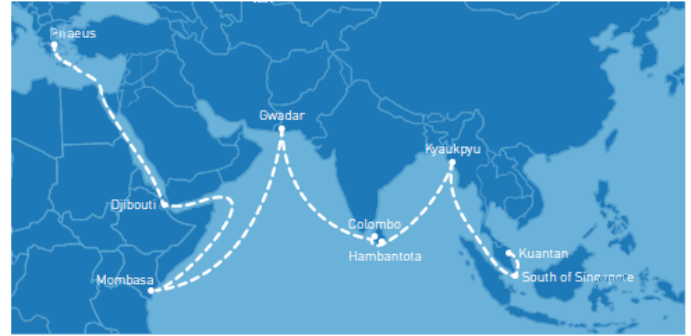 Piraeus
Gwadar
Kyaukpyu
Djibouti
Colombo
Hambantota
Kuantan
Mombasa
South of Singapore